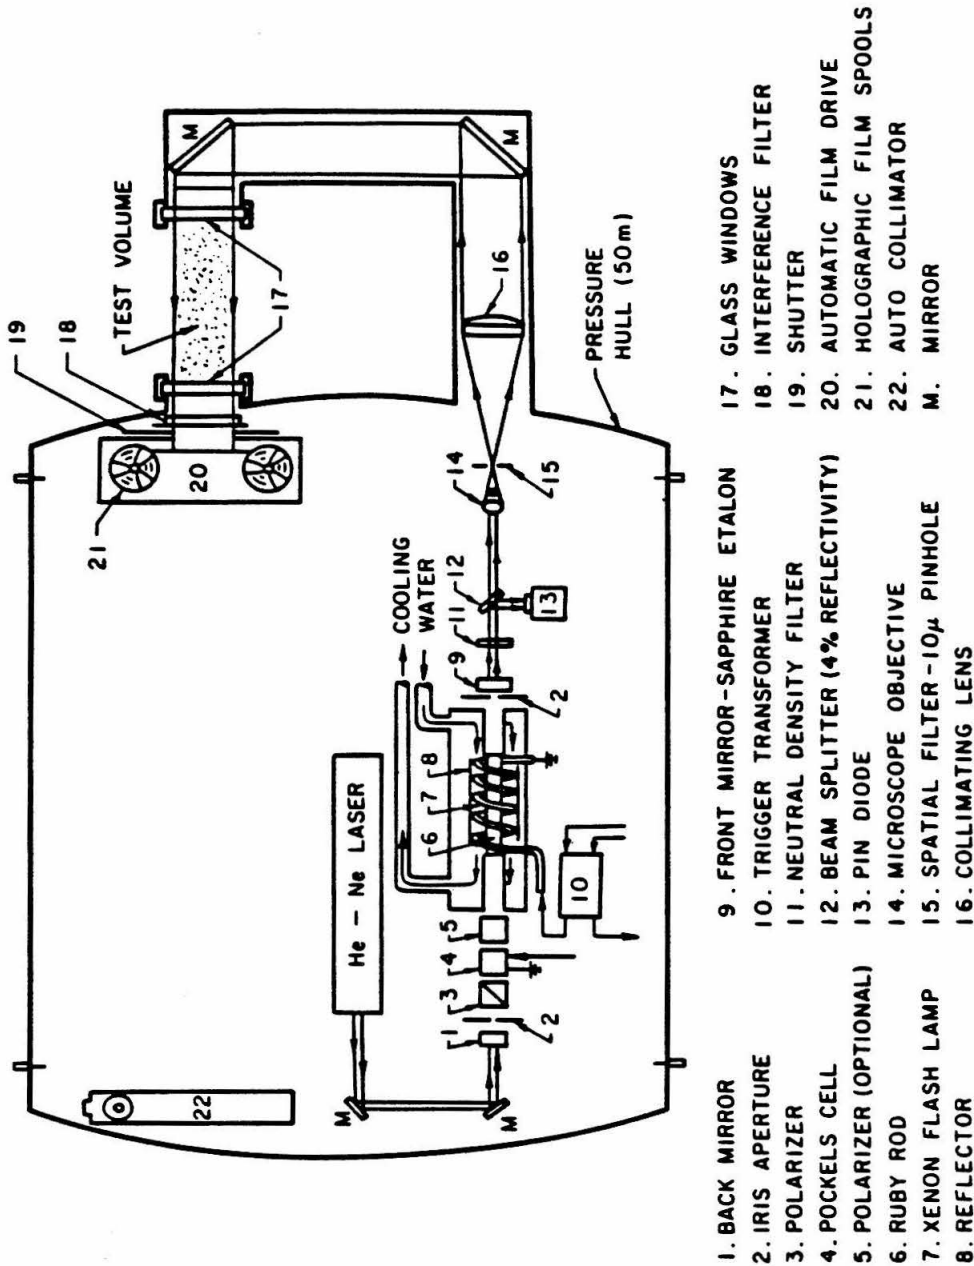 19
18
TEST VOLUME
M
21
20
17
16
M
PRESSURE
HULL (50m)
22
He – Ne LASER
COOLING
WATER
14
15
12
13
11
9
2
8
7
6
10
5
4
3
2
1
M
M
1. BACK MIRROR
2. IRIS APERTURE
3. POLARIZER
4. POCKELS CELL
5. POLARIZER (OPTIONAL)
6. RUBY ROD
7. XENON FLASH LAMP
8. REFLECTOR
9. FRONT MIRROR-SAPPHIRE ETALON
10. TRIGGER TRANSFORMER
11. NEUTRAL DENSITY FILTER
12. BEAM SPLITTER (4% REFLECTIVITY)
13. PIN DIODE
14. MICROSCOPE OBJECTIVE
15. SPATIAL FILTER-10μ PINHOLE
16. COLLIMATING LENS
17. GLASS WINDOWS
18. INTERFERENCE FILTER
19. SHUTTER
20. AUTOMATIC FILM DRIVE
21. HOLOGRAPHIC FILM SPOOLS
22. AUTO COLLIMATOR
M. MIRROR